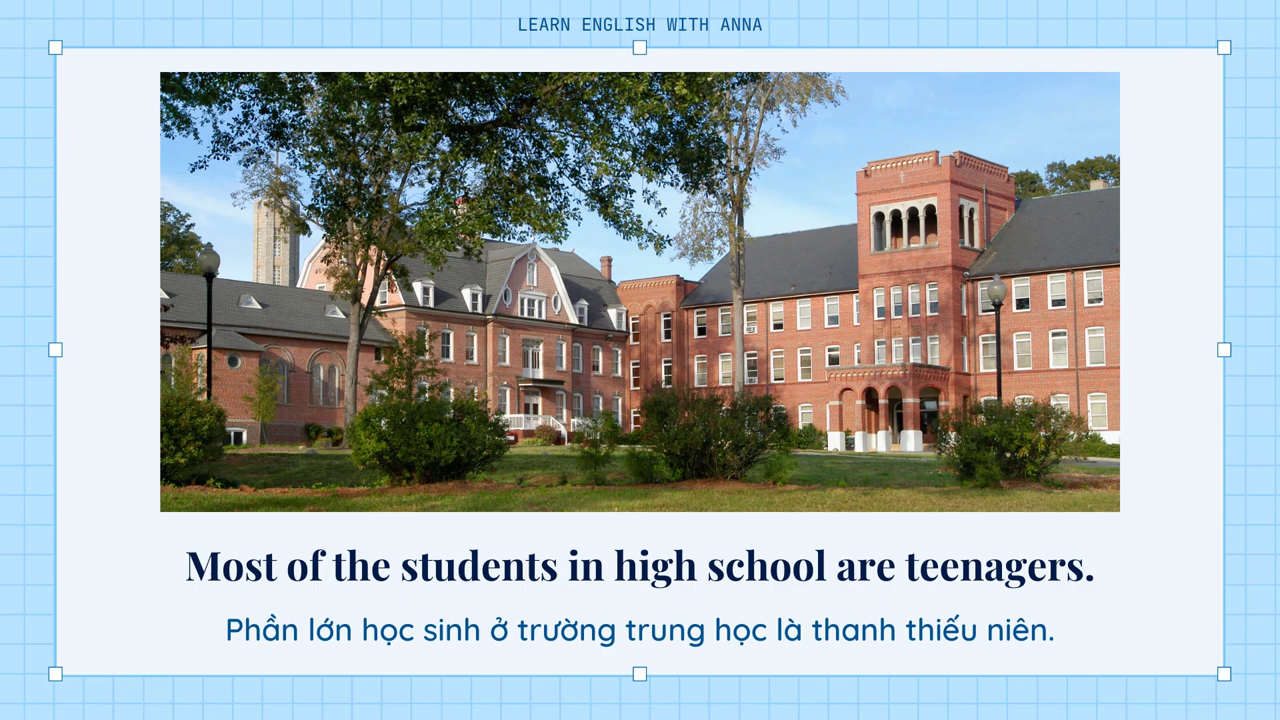 LEARN ENGLISH WITH ANNA
Most of the students in high school are teenagers.
Phần lớn học sinh ở trường trung học là thanh thiếu niên.